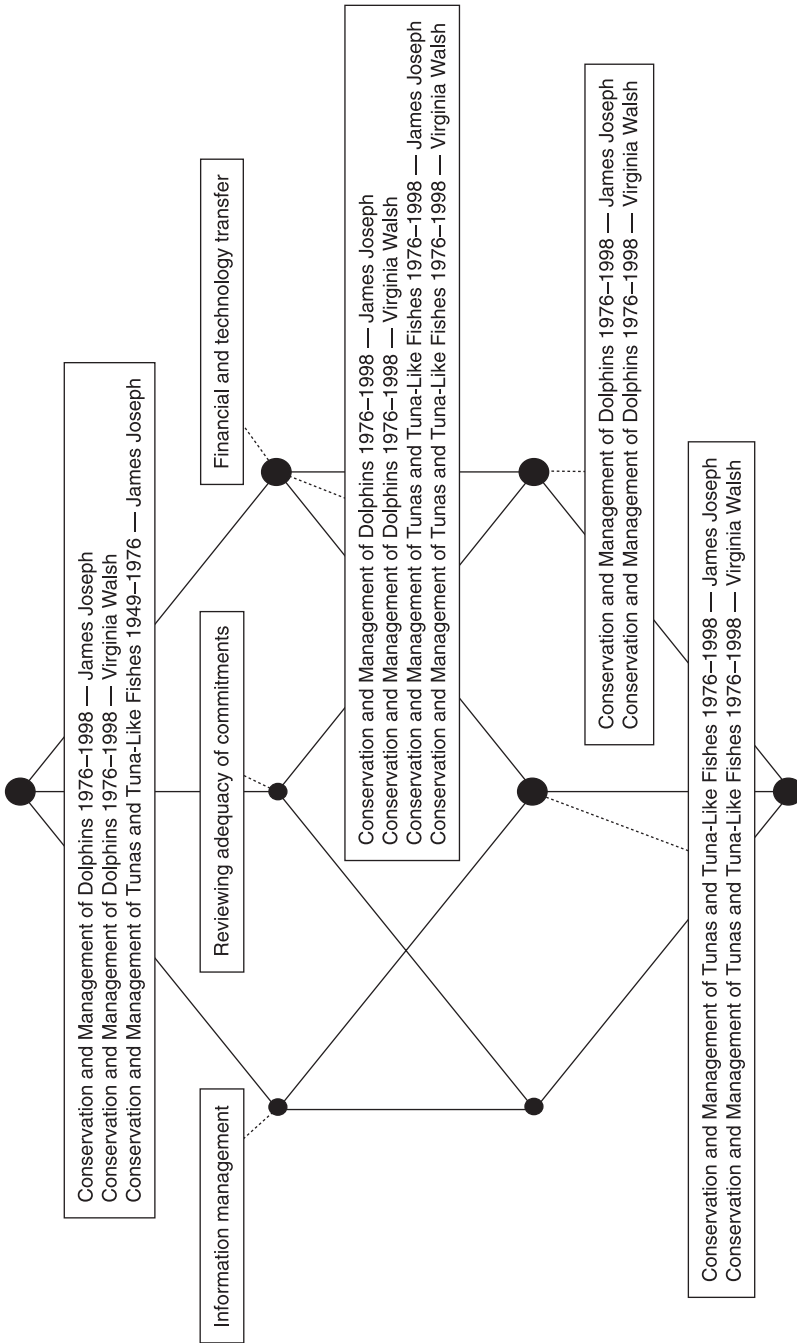 Conservation and Management of Dolphins 1976–1998 — James Joseph
Conservation and Management of Dolphins 1976–1998 — Virginia Walsh
Conservation and Management of Tunas and Tuna-Like Fishes 1949–1976 — James Joseph
Information management
Reviewing adequacy of commitments
Financial and technology transfer
Conservation and Management of Dolphins 1976–1998 — James Joseph
Conservation and Management of Dolphins 1976–1998 — Virginia Walsh
Conservation and Management of Tunas and Tuna-Like Fishes 1976–1998 — James Joseph
Conservation and Management of Tunas and Tuna-Like Fishes 1976–1998 — Virginia Walsh
Conservation and Management of Dolphins 1976–1998 — James Joseph
Conservation and Management of Dolphins 1976–1998 — Virginia Walsh
Conservation and Management of Tunas and Tuna-Like Fishes 1976–1998 — James Joseph
Conservation and Management of Tunas and Tuna-Like Fishes 1976–1998 — Virginia Walsh